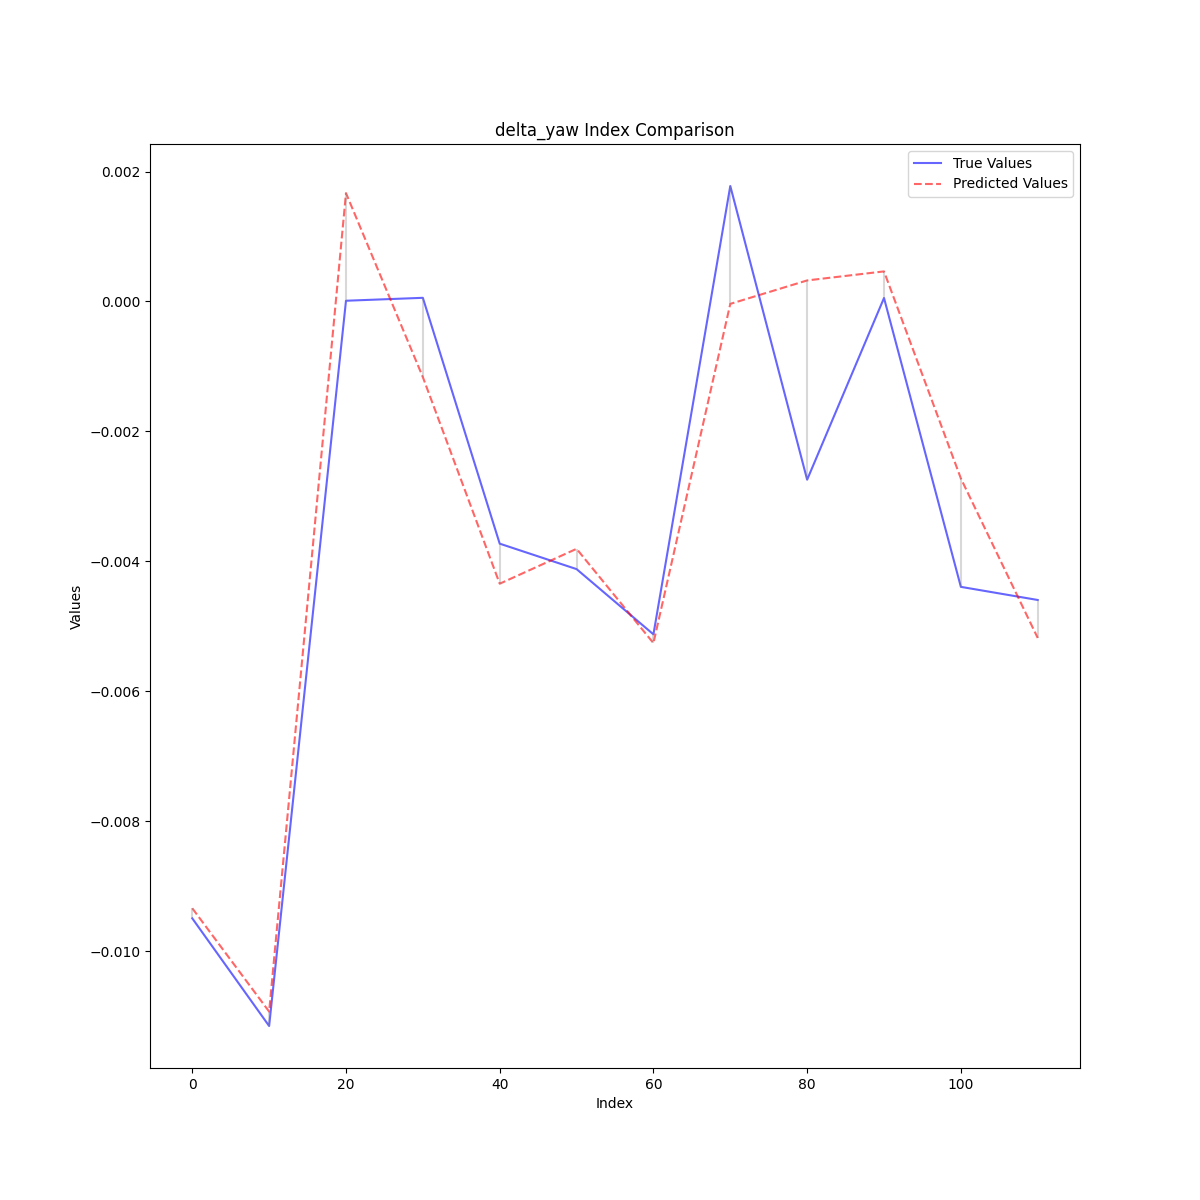 delta_yaw Index Comparison
True Values
Predicted Values
0.002
0.000
−0.002
−0.004
−0.006
−0.008
−0.010
Values
0 20 40 60 80 100
Index